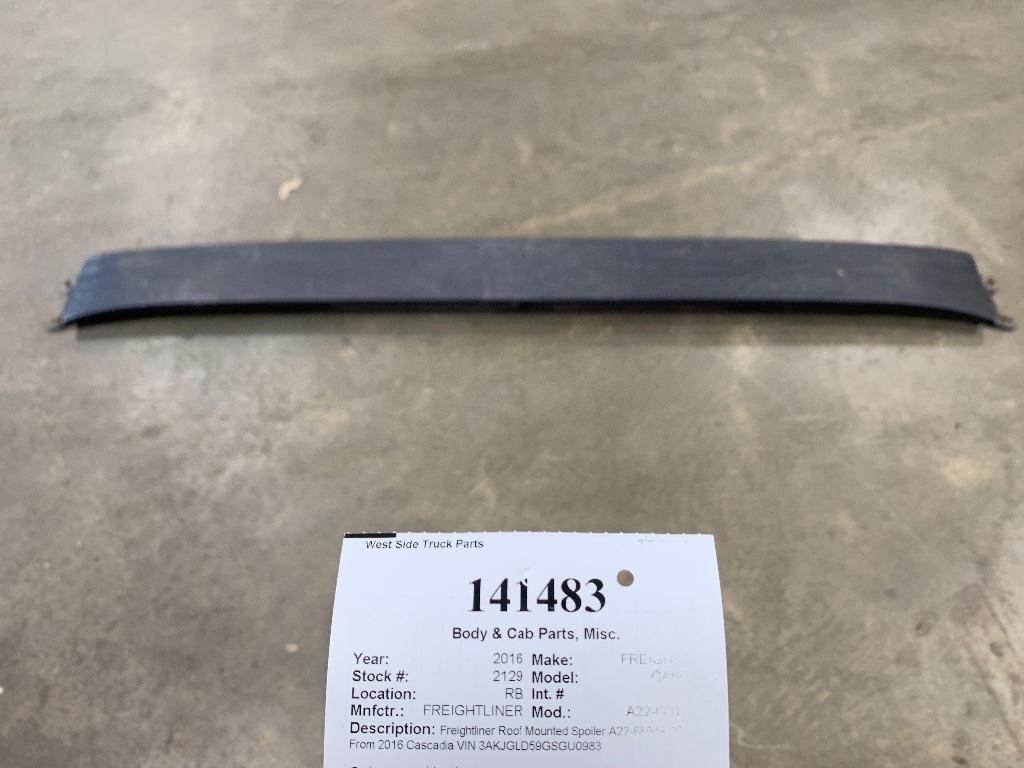 West Side Truck Parts
141483
Body & Cab Parts, Misc.
Year: 2016 Make:
Stock #: 2129 Model:
Location: RB Int. #
Mnfctr.: FREIGHTLINER Mod.:
Description: Freightliner Roof Mounted Spoiler
From 2016 Cascadia VIN 3AKJGLD59GSGU0983